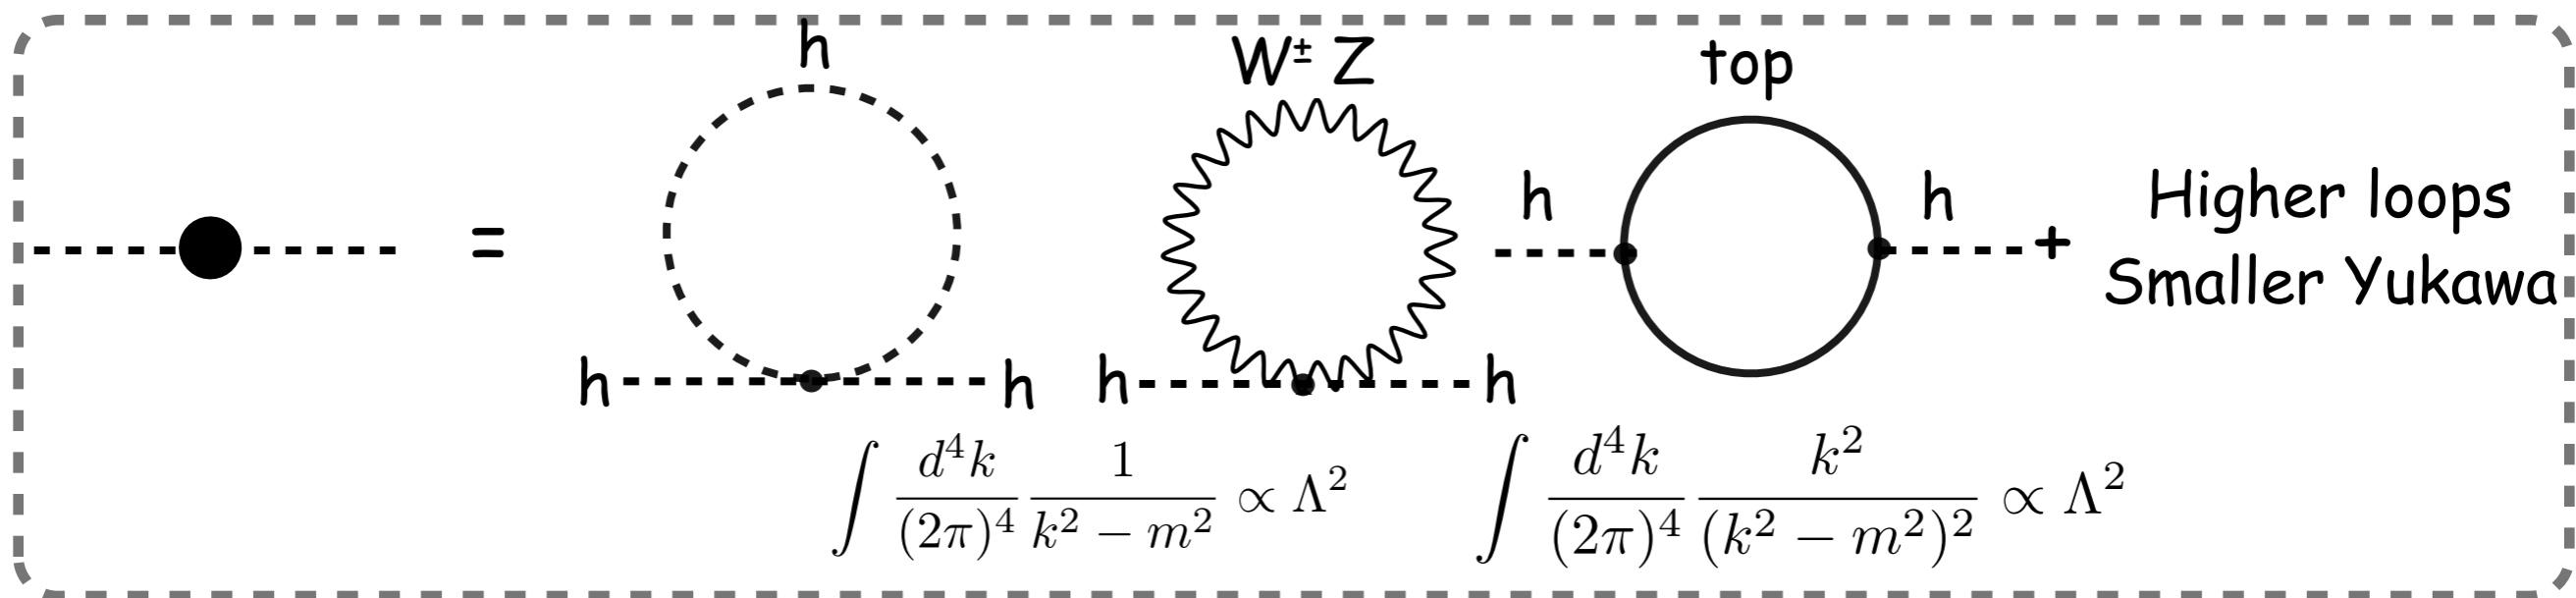 h
W± Z
top
=
h
h
+
Higher loops
Smaller Yukawa
h
h
h
h
∫ d⁴k/(2π)⁴ 1/(k² − m²) ∝ Λ²
∫ d⁴k/(2π)⁴ k²/(k² − m²)² ∝ Λ²